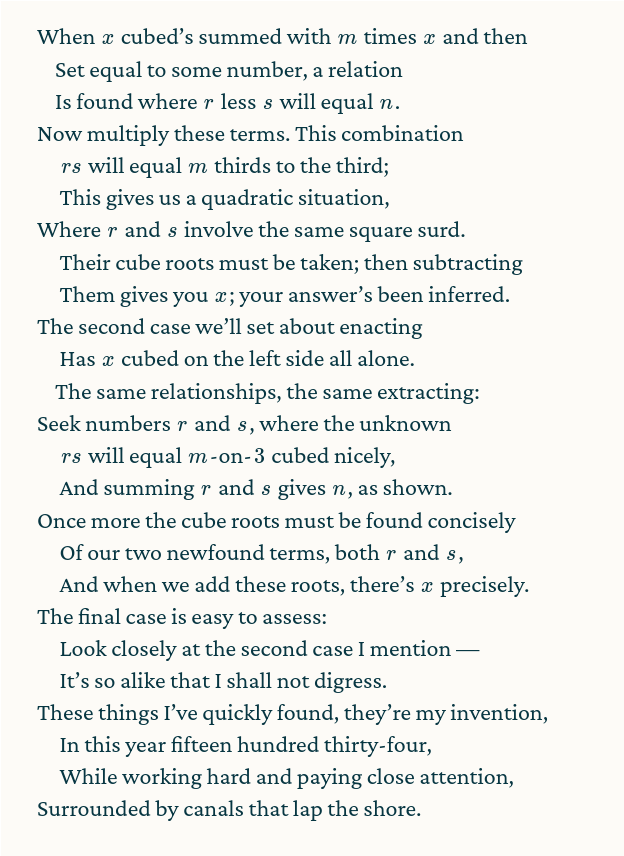 When x cubed’s summed with m times x and then
Set equal to some number, a relation
Is found where r less s will equal n.
Now multiply these terms. This combination
rs will equal m thirds to the third;
This gives us a quadratic situation,
Where r and s involve the same square surd.
Their cube roots must be taken; then subtracting
Them gives you x; your answer’s been inferred.
The second case we’ll set about enacting
Has x cubed on the left side all alone.
The same relationships, the same extracting:
Seek numbers r and s, where the unknown
rs will equal m-on-3 cubed nicely,
And summing r and s gives n, as shown.
Once more the cube roots must be found concisely
Of our two newfound terms, both r and s,
And when we add these roots, there’s x precisely.
The final case is easy to assess:
Look closely at the second case I mention —
It’s so alike that I shall not digress.
These things I’ve quickly found, they’re my invention,
In this year fifteen hundred thirty-four,
While working hard and paying close attention,
Surrounded by canals that lap the shore.